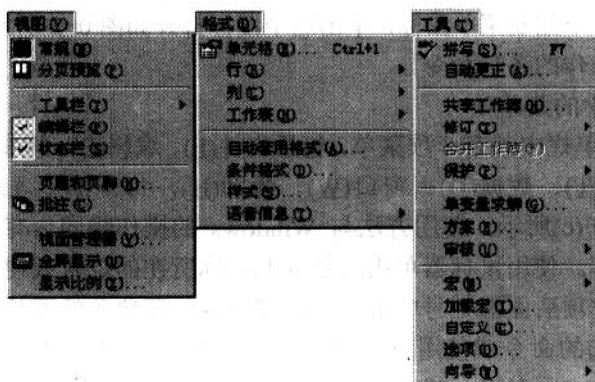 视图(V)
常规(N)
分页预览(P)
工具栏(T)
编辑栏(F)
状态栏(S)
页眉和页脚(H)...
批注(C)
视面管理器(V)...
全屏显示(U)
显示比例(Z)...
格式(O)
单元格(E)... Ctrl+1
行(R)
列(C)
工作表(H)
自动套用格式(A)...
条件格式(D)...
样式(S)...
语音信息(T)
工具(T)
拼写(S)... F7
自动更正(A)...
共享工作簿(H)...
修订(T)
合并工作簿(W)
保护(P)
单变量求解(G)...
方案(E)...
审核(U)
宏(M)
加载宏(I)...
自定义(C)...
选项(O)...
向导(W)